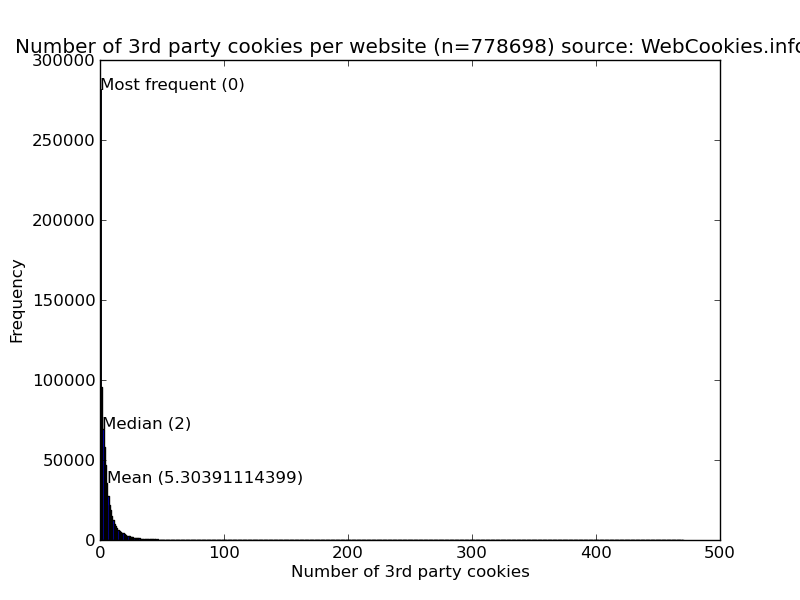 Number of 3rd party cookies per website (n=778698) source: WebCookies.info
300000
Most frequent (0)
250000
200000
150000
Frequency
100000
Median (2)
50000
Mean (5.30391114399)
0
0 100 200 300 400 500
Number of 3rd party cookies